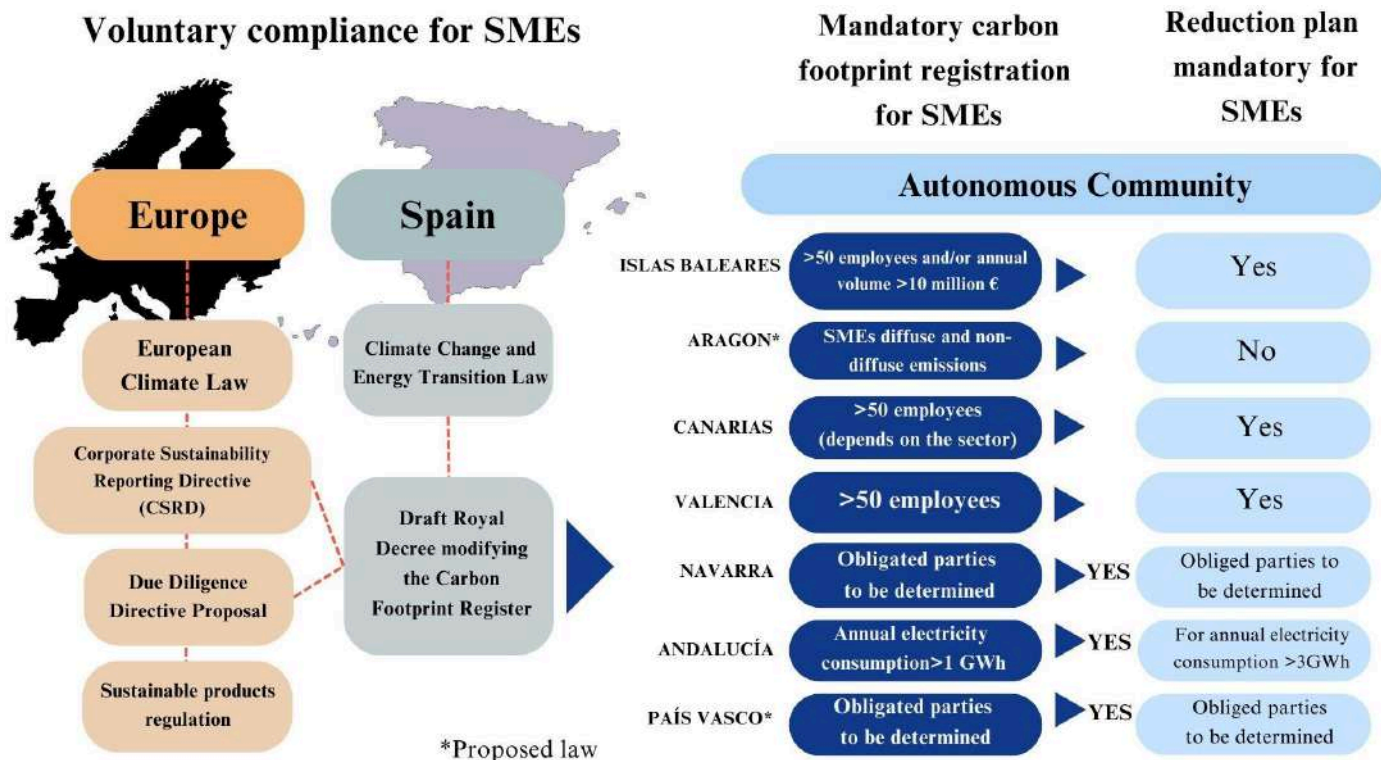 Voluntary compliance for SMEs
Europe
European
Climate Law
Corporate Sustainability
Reporting Directive
(CSRD)
Due Diligence
Directive Proposal
Sustainable products
regulation
Spain
Climate Change and
Energy Transition Law
Draft Royal
Decree modifying
the Carbon
Footprint Register
*Proposed law
Mandatory carbon
footprint registration
for SMEs
Reduction plan
mandatory for
SMEs
Autonomous Community
ISLAS BALEARES
>50 employees and/or annual
volume >10 million €
Yes
ARAGON*
SMEs diffuse and non-
diffuse emissions
No
CANARIAS
>50 employees
(depends on the sector)
Yes
VALENCIA
>50 employees
Yes
NAVARRA
Obligated parties
to be determined
YES
Obliged parties to
be determined
ANDALUCÍA
Annual electricity
consumption>1 GWh
YES
For annual electricity
consumption >3GWh
PAÍS VASCO*
Obligated parties
to be determined
YES
Obliged parties
to be determined